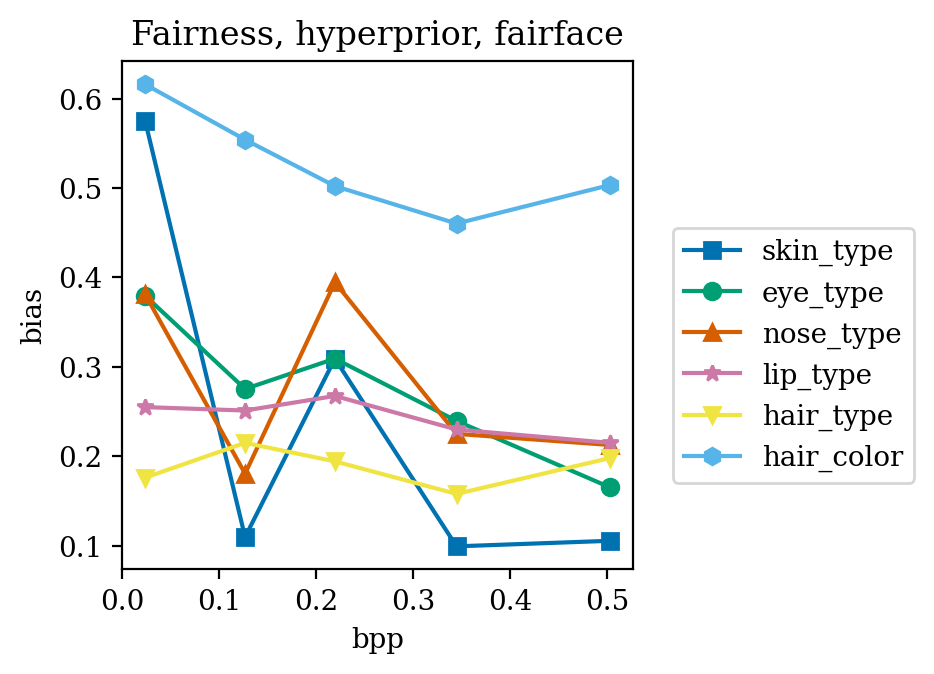 Fairness, hyperprior, fairface
0.6
0.5
0.4
0.3
0.2
0.1
bias
0.0 0.1 0.2 0.3 0.4 0.5
bpp
skin_type
eye_type
nose_type
lip_type
hair_type
hair_color